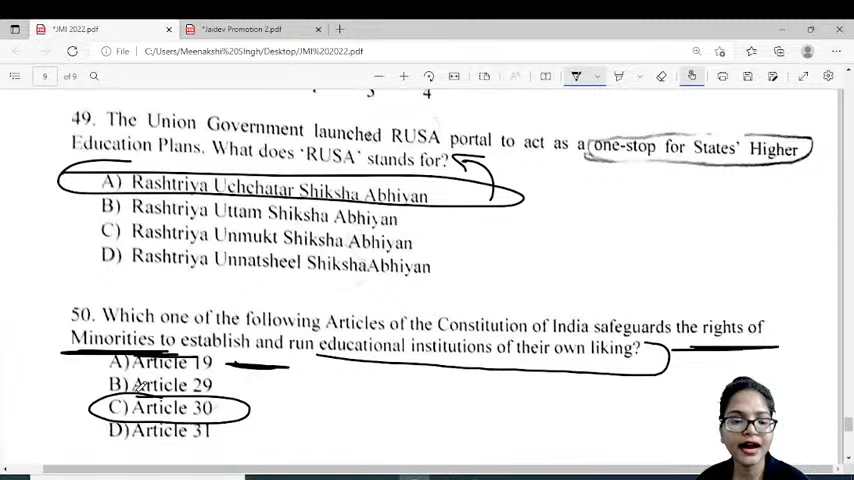 *JMI 2022.pdf
*Jaidev Promotion 2.pdf
File
C:/Users/Meenakshi%20SIngh/Desktop/JMI%202022.pdf
9 of 9
3 4
49. The Union Government launched RUSA portal to act as a one-stop for States' Higher
Education Plans. What does 'RUSA' stands for?
A) Rashtriya Uchchatar Shiksha Abhiyan
B) Rashtriya Uttam Shiksha Abhiyan
C) Rashtriya Unmukt Shiksha Abhiyan
D) Rashtriya Unnatsheel ShikshaAbhiyan
50. Which one of the following Articles of the Constitution of India safeguards the rights of
Minorities to establish and run educational institutions of their own liking?
A) Article 19
B) Article 29
C) Article 30
D) Article 31